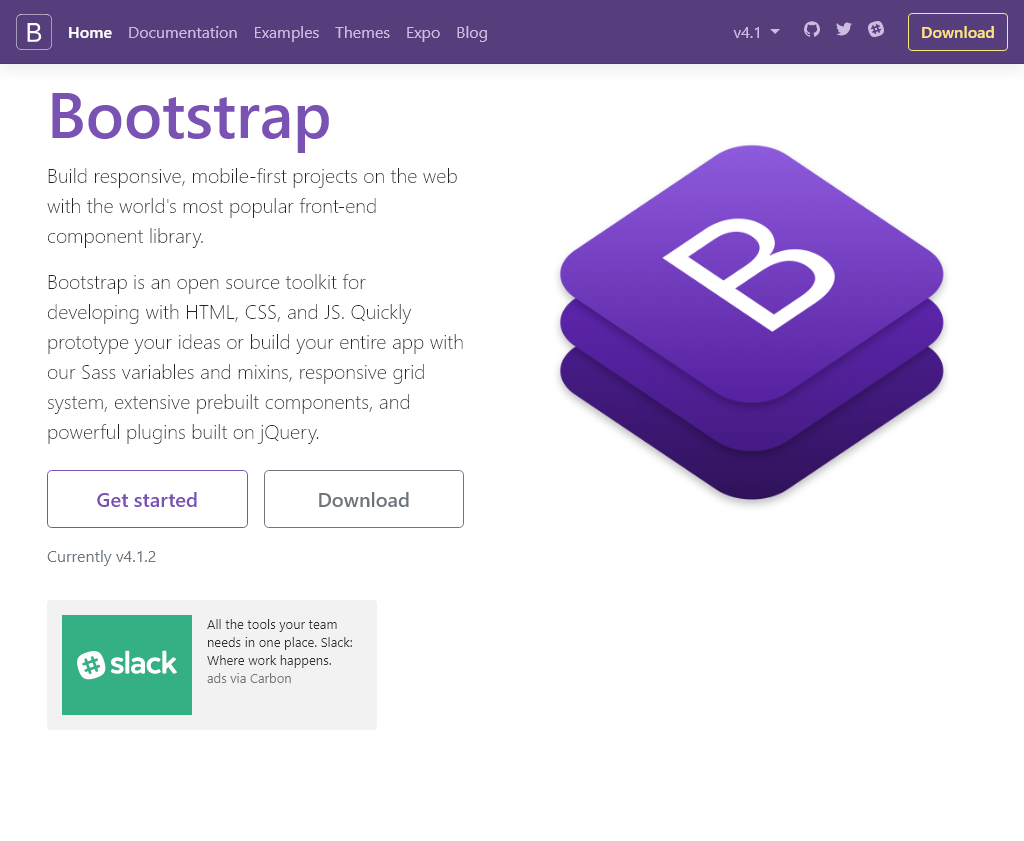 B Home Documentation Examples Themes Expo Blog v4.1 Download
Bootstrap
Build responsive, mobile-first projects on the web
with the world's most popular front-end
component library.
Bootstrap is an open source toolkit for
developing with HTML, CSS, and JS. Quickly
prototype your ideas or build your entire app with
our Sass variables and mixins, responsive grid
system, extensive prebuilt components, and
powerful plugins built on jQuery.
Get started Download
Currently v4.1.2
B
slack
All the tools your team
needs in one place. Slack:
Where work happens.
ads via Carbon